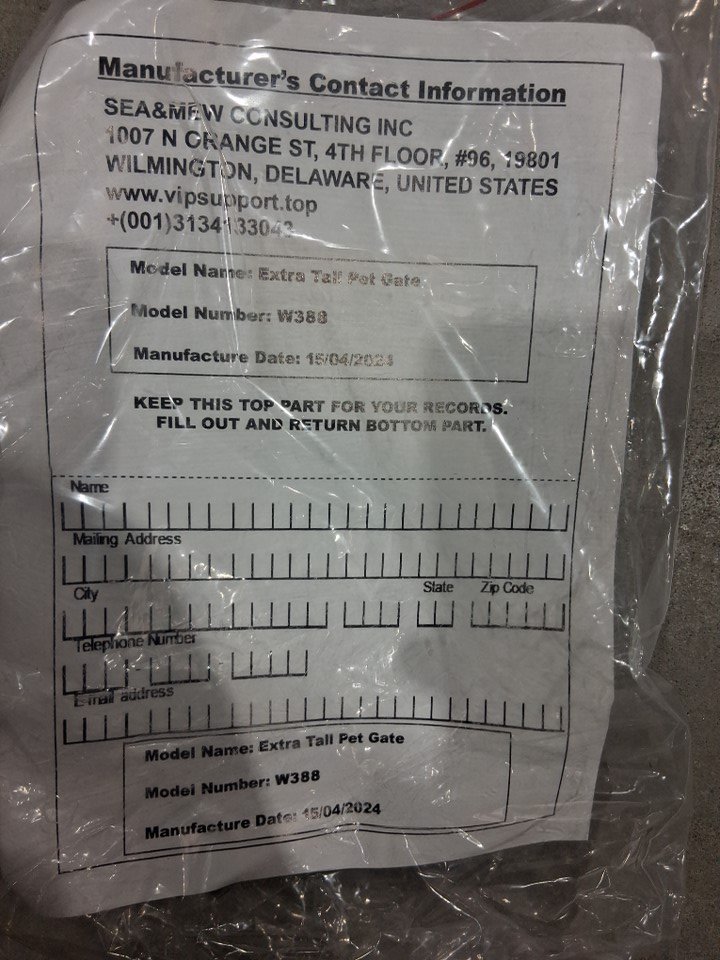 Manufacturer's Contact Information
SEA&MEW CONSULTING INC
1007 N ORANGE ST, 4TH FLOOR, #96, 19801
WILMINGTON, DELAWARE, UNITED STATES
www.vipsupport.top
+(001)3134133043
Model Name: Extra Tall Pet Gate
Model Number: W388
Manufacture Date: 15/04/2024
KEEP THIS TOP PART FOR YOUR RECORDS.
FILL OUT AND RETURN BOTTOM PART.
Name
Mailing Address
City State Zip Code
Telephone Number
E-mail address
Model Name: Extra Tall Pet Gate
Model Number: W388
Manufacture Date: 15/04/2024